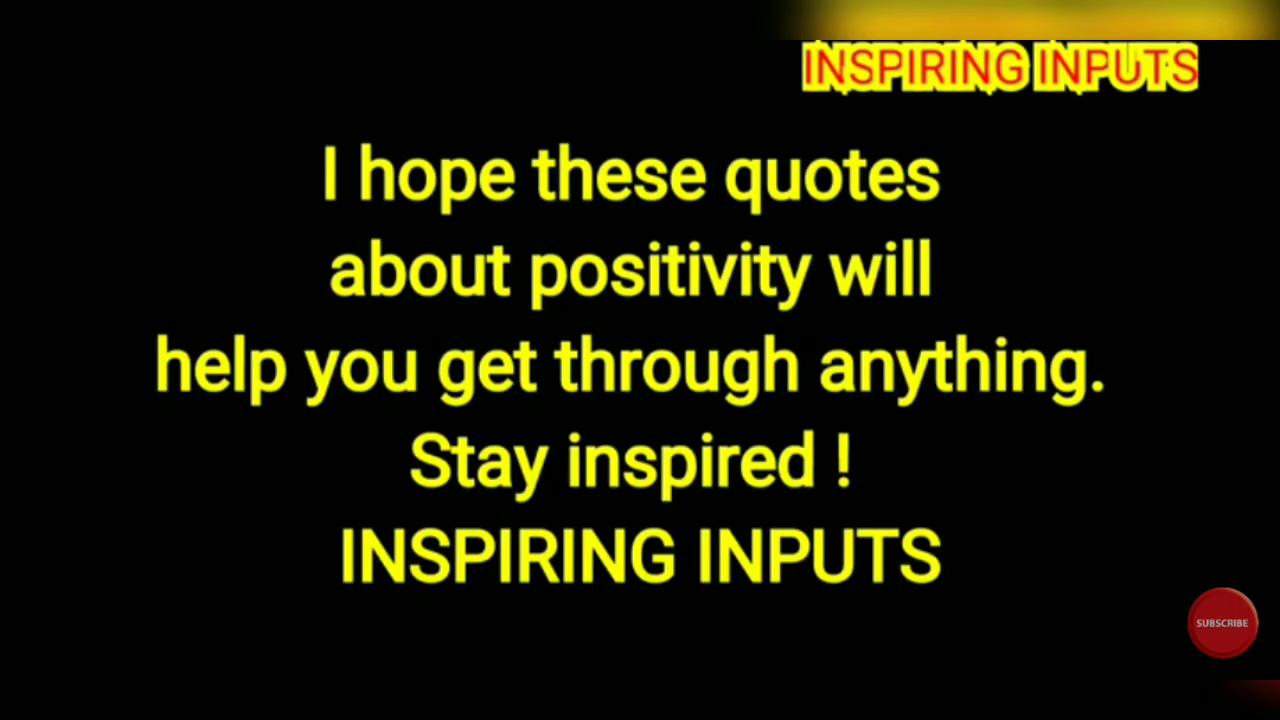 INSPIRING INPUTS
I hope these quotes
about positivity will
help you get through anything.
Stay inspired !
INSPIRING INPUTS
SUBSCRIBE